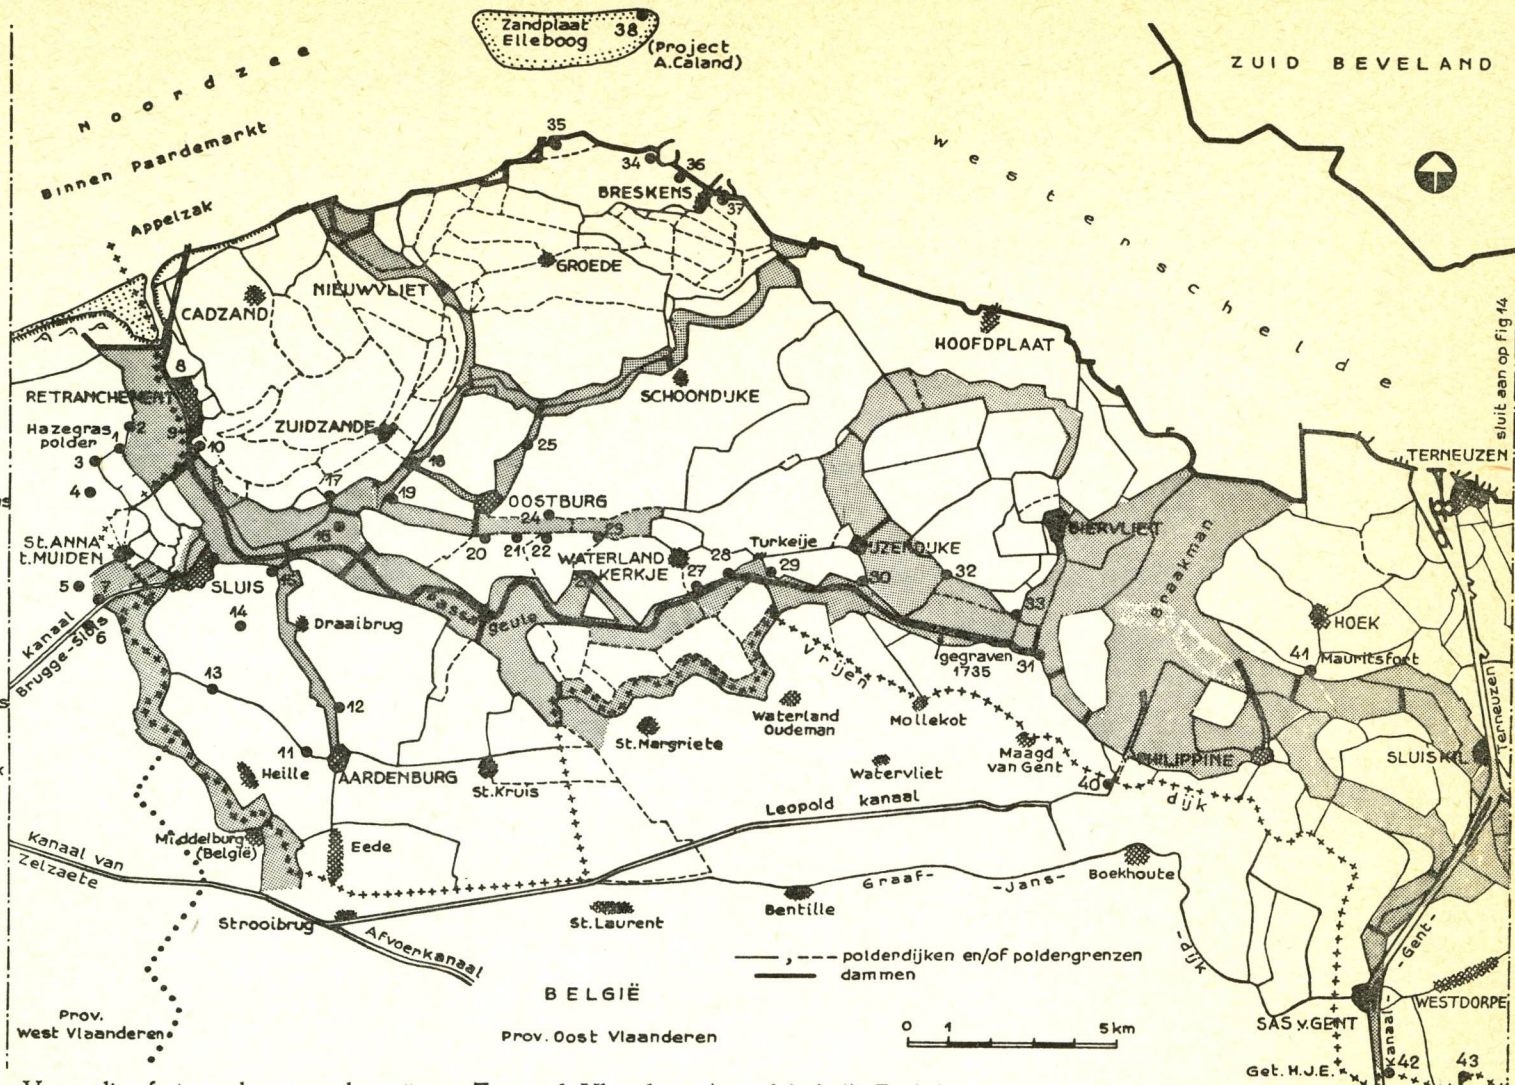 Zandplaat
Elleboog
38
(Project
A.Caland)
ZUID BEVELAND
Noordzee
Binnen Paardemarkt
Appelzak
Westenschelde
35
34
36
BRESKENS
37
GROEDE
NIEUWVLIET
CADZAND
HOOFDPLAAT
sluit aan op fig 14
8
RETRANCHEMENT
SCHOONDIJKE
Hazegras
polder
2
1
9
10
ZUIDZANDE
25
3
4
18
17
19
TERNEUZEN
OOSTBURG
24
16
23
20
21
22
St. ANNA
t. MUIDEN
WATERLAND
KERKJE
Turkeije
IJZENDIJKE
BIERVLIET
Braakman
28
29
27
30
32
5
7
SLUIS
15
6
14
Draaibrug
Passageule
33
HOEK
Kanaal
Brugge-Sluis
Vrijen
gegraven
1735
31
41
Mauritsfort
13
12
Waterland
Oudeman
Mollekot
St.Margriete
11
Heille
AARDENBURG
St.Kruis
Watervliet
Maagd
van Gent
PHILIPPINE
SLUISKIL
Terneuzen
40
dijk
Leopold kanaal
Middelburg
(België)
Eede
Kanaal van
Zelzaete
Boekhoute
Graaf-
-Jans-
-dijk
Strooibrug
St.Laurent
Bentille
Afvoerkanaal
-Gent-
, polderdijken en/of poldergrenzen
dammen
BELGIË
WESTDORPE
Prov.
West Vlaanderen
Prov. Oost Vlaanderen
0 1 5 km
SAS v. GENT
Kanaal-
Get. H.J.E.
42
43